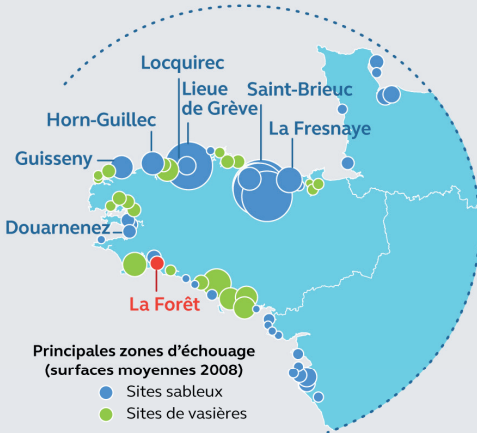 Locquirec
Lieue
de Grève
Saint-Brieuc
Horn-Guillec
La Fresnaye
Guisseny
Douarnenez
La Forêt
Principales zones d'échouage
(surfaces moyennes 2008)
Sites sableux
Sites de vasières